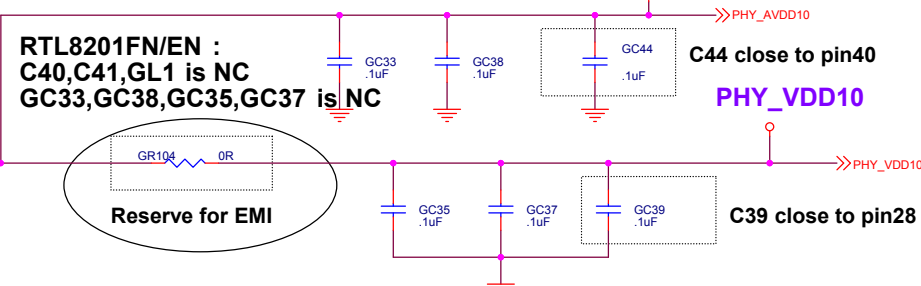 PHY_AVDD10
RTL8201FN/EN :
C40,C41,GL1 is NC
GC33,GC38,GC35,GC37 is NC
GC33
.1uF
GC38
.1uF
GC44
.1uF
C44 close to pin40
PHY_VDD10
GR104
0R
PHY_VDD10
Reserve for EMI
GC35
.1uF
GC37
.1uF
GC39
.1uF
C39 close to pin28